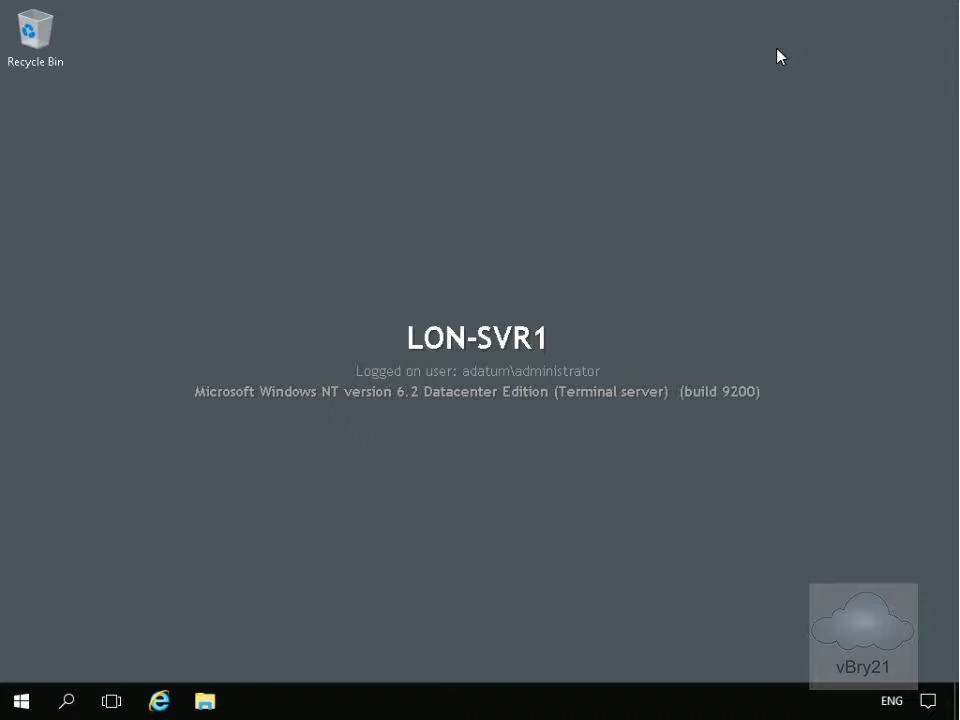 Recycle Bin
LON-SVR1
Logged on user: adatum\administrator
Microsoft Windows NT version 6.2 Datacenter Edition (Terminal server) (build 9200)
vBry21
ENG